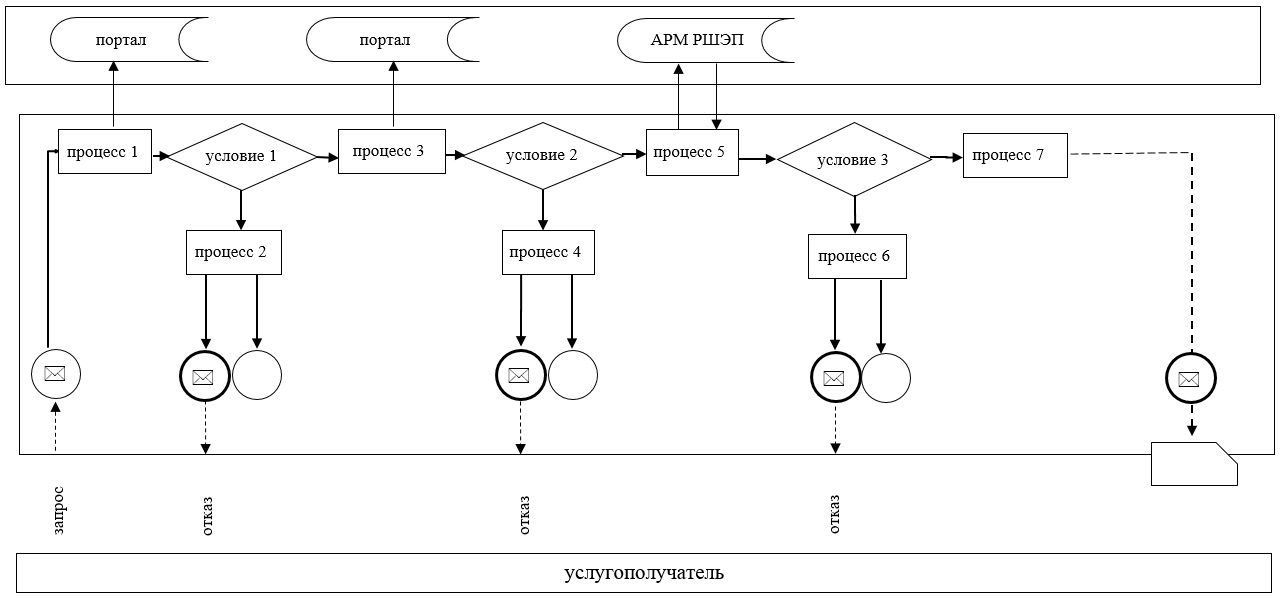 портал
портал
АРМ РШЭП
процесс 1
условие 1
процесс 3
условие 2
процесс 5
условие 3
процесс 7
процесс 2
процесс 4
процесс 6
запрос
отказ
отказ
отказ
услугополучатель